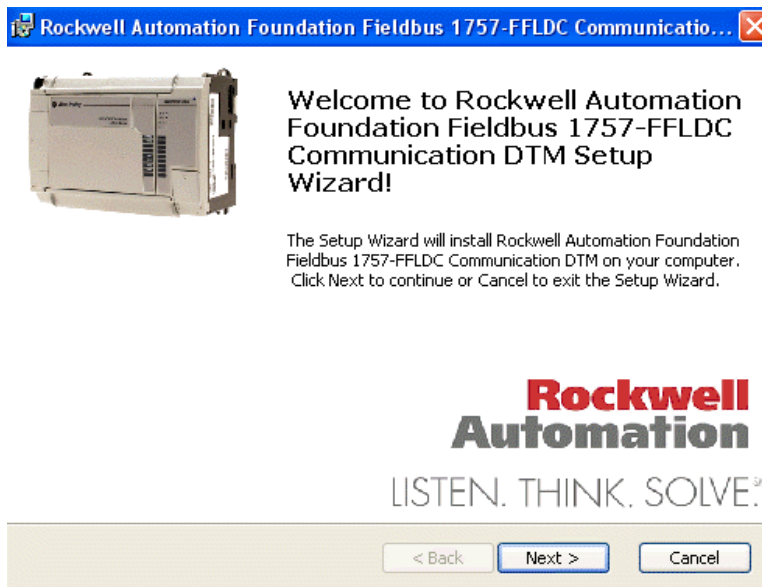 Rockwell Automation Foundation Fieldbus 1757-FFLDC Communicatio...
Welcome to Rockwell Automation
Foundation Fieldbus 1757-FFLDC
Communication DTM Setup
Wizard!
The Setup Wizard will install Rockwell Automation Foundation
Fieldbus 1757-FFLDC Communication DTM on your computer.
Click Next to continue or Cancel to exit the Setup Wizard.
Rockwell
Automation
LISTEN. THINK. SOLVE.
< Back
Next >
Cancel